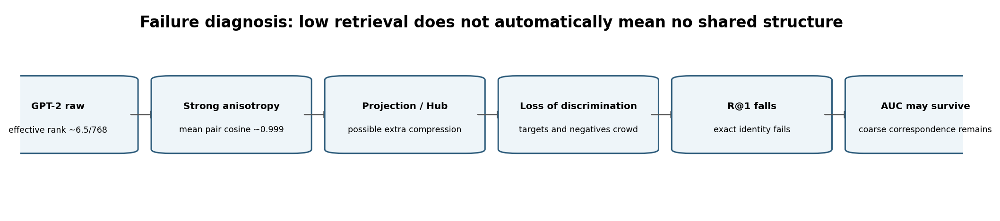 Failure diagnosis: low retrieval does not automatically mean no shared structure
GPT-2 raw
effective rank ~6.5/768
Strong anisotropy
mean pair cosine ~0.999
Projection / Hub
possible extra compression
Loss of discrimination
targets and negatives crowd
R@1 falls
exact identity fails
AUC may survive
coarse correspondence remains